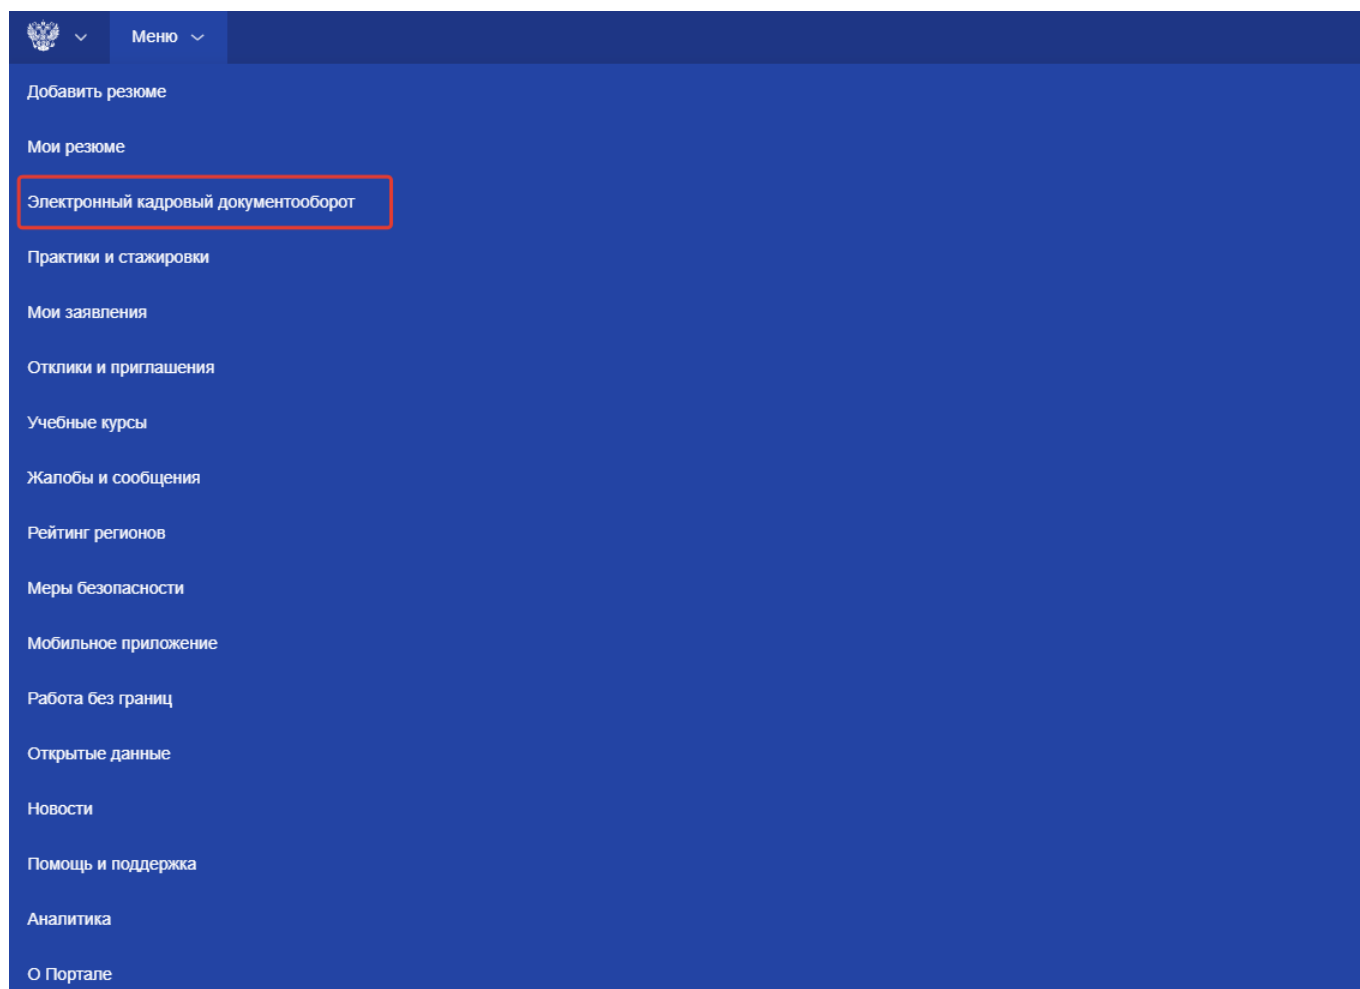 Меню
Добавить резюме
Мои резюме
Электронный кадровый документооборот
Практики и стажировки
Мои заявления
Отклики и приглашения
Учебные курсы
Жалобы и сообщения
Рейтинг регионов
Меры безопасности
Мобильное приложение
Работа без границ
Открытые данные
Новости
Помощь и поддержка
Аналитика
О Портале